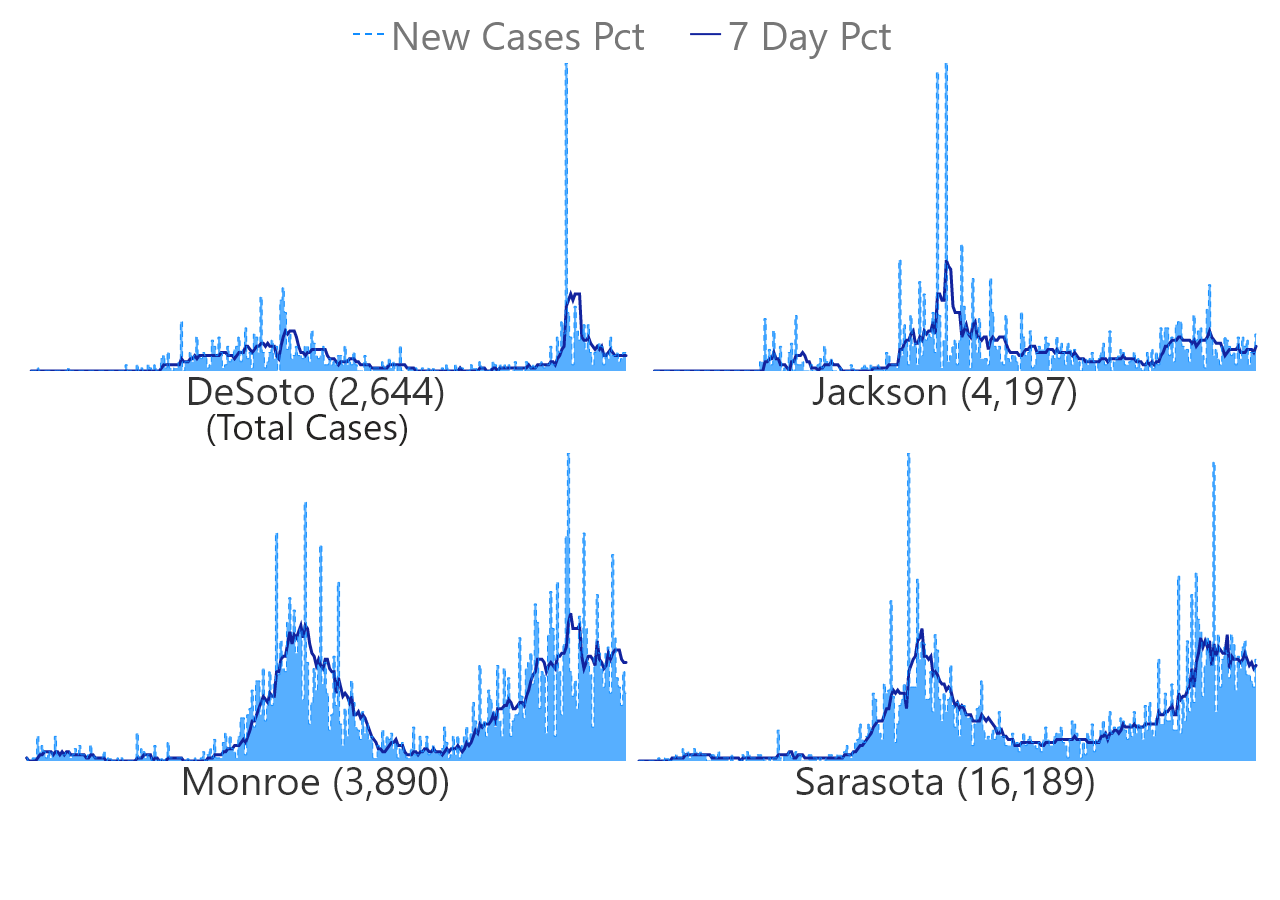 New Cases Pct 7 Day Pct
DeSoto (2,644) Jackson (4,197)
(Total Cases)
Monroe (3,890) Sarasota (16,189)